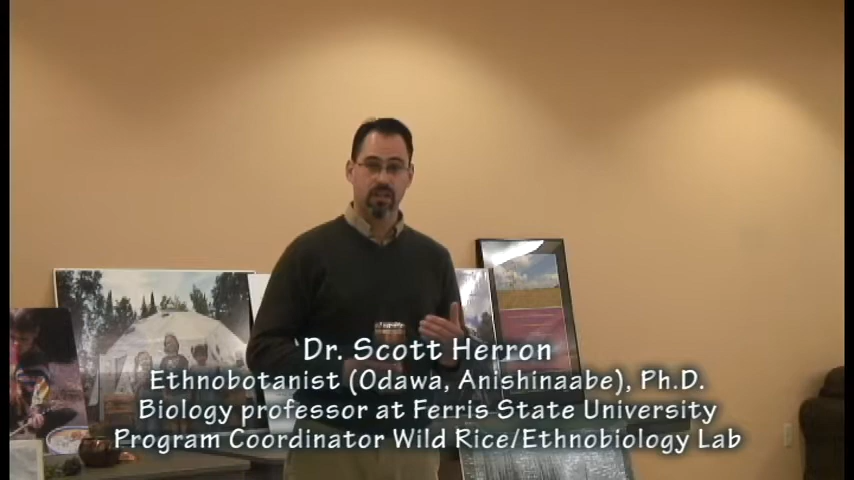 Dr. Scott Herron
Ethnobotanist (Odawa, Anishinaabe), Ph.D.
Biology professor at Ferris State University
Program Coordinator Wild Rice/Ethnobiology Lab